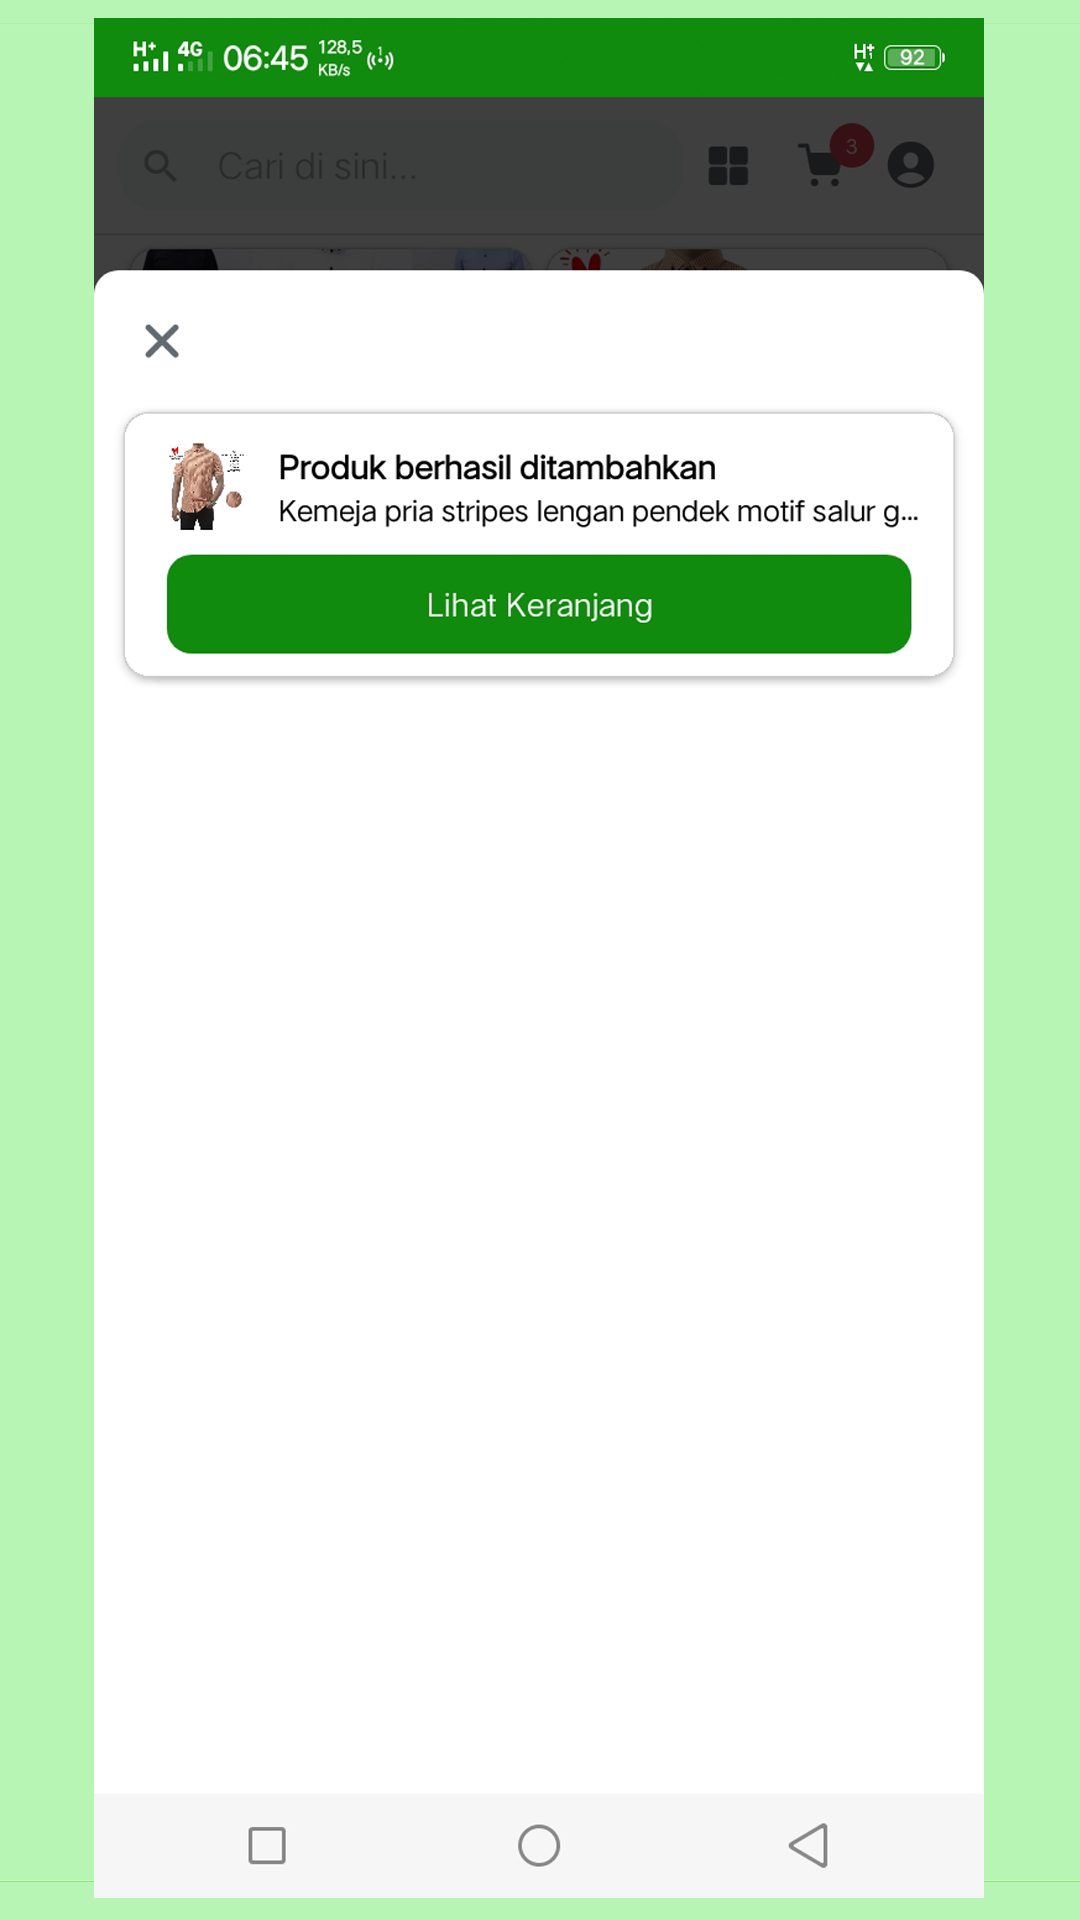 H+ 4G 06:45 128,5 KB/s 92
Cari di sini... 3
Produk berhasil ditambahkan
Kemeja pria stripes lengan pendek motif salur g...
Lihat Keranjang